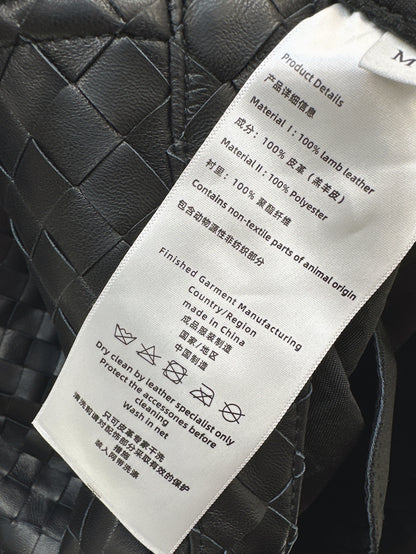 M
Product Details
产品详细信息
Material Ⅰ : 100% lamb leather
成分：100% 皮革（羔羊皮）
Material II : 100% Polyester
衬里：100% 聚酯纤维
Contains non-textile parts of animal origin
包含动物源性非纺织部分
Finished Garment Manufacturing
Country/Region
made in China
成品服装制造
国家/地区
中国制造
Dry clean by leather specialist only
Protect the accessories before
cleaning
Wash in net
只可皮革专家干洗
清洗前请对配饰部分采取有效的保护
措施
装入网袋洗涤